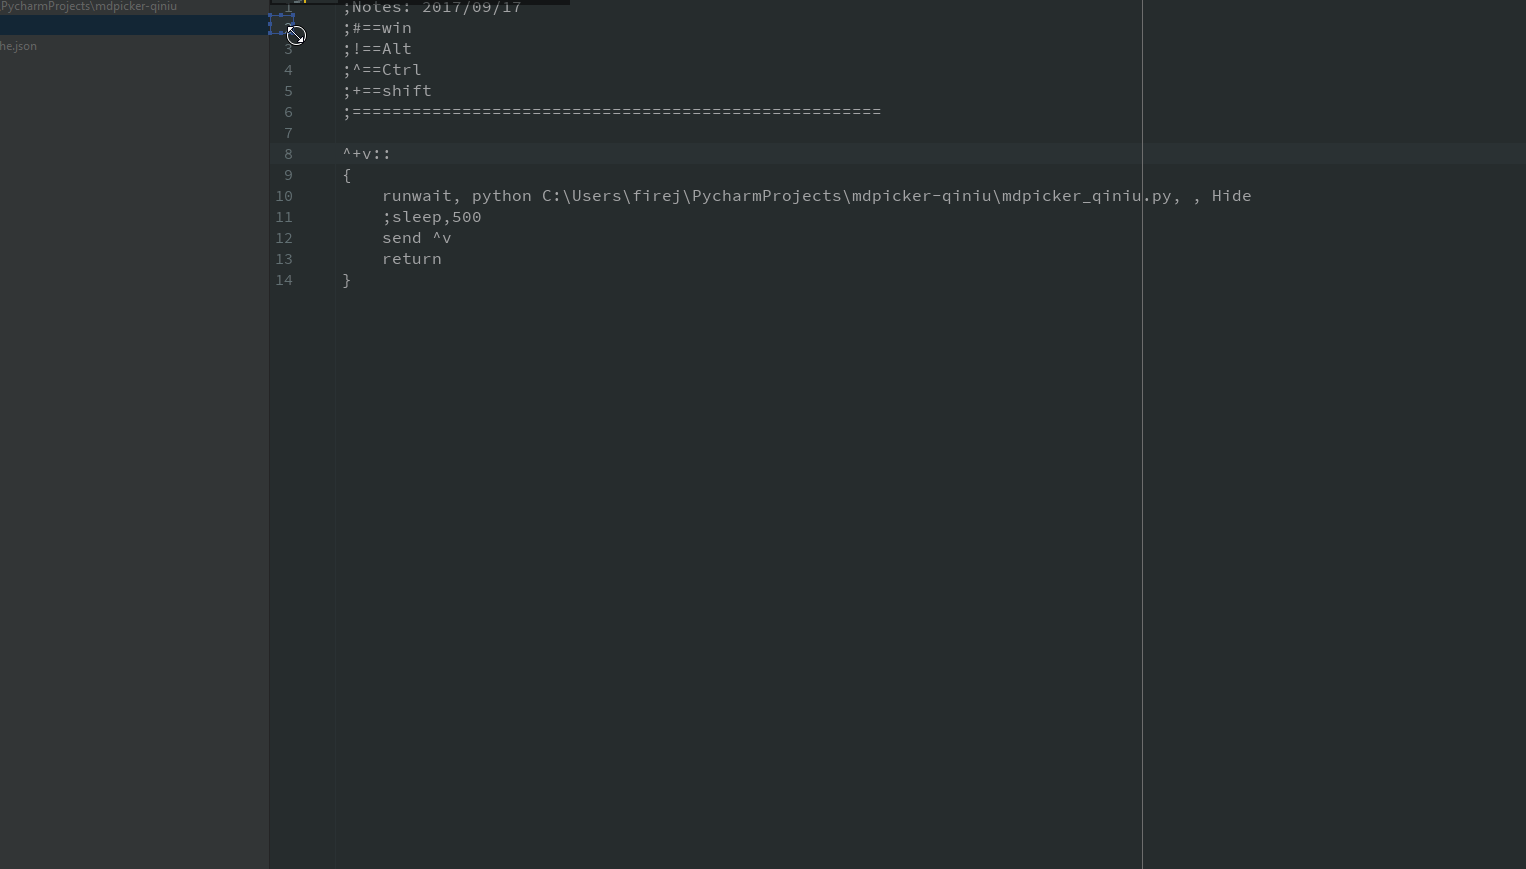 PycharmProjects\mdpicker-qiniu
he.json
1 ;Notes: 2017/09/17
;#==win
3 ;!==Alt
4 ;^==Ctrl
5 ;+==shift
6 ;=====================================================
7
8 ^+v::
9 {
10 runwait, python C:\Users\firej\PycharmProjects\mdpicker-qiniu\mdpicker_qiniu.py, , Hide
11 ;sleep,500
12 send ^v
13 return
14 }